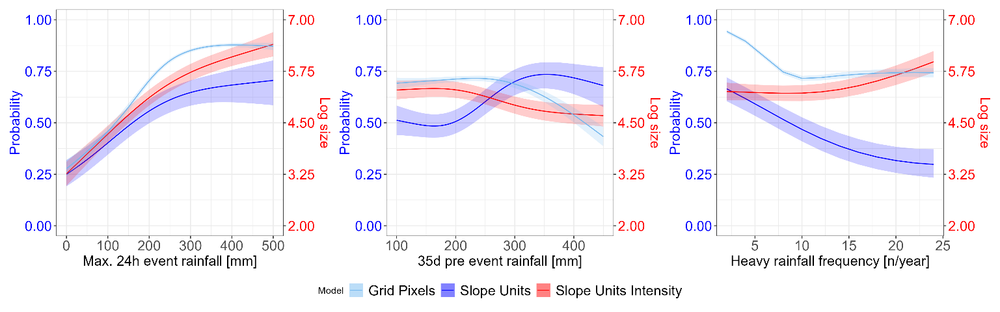 1.00 7.00 1.00 7.00 1.00 7.00
0.75 5.75 0.75 5.75 0.75 5.75
0.50 4.50 0.50 4.50 0.50 4.50
0.25 3.25 0.25 3.25 0.25 3.25
0.00 2.00 0.00 2.00 0.00 2.00
Probability Log size Probability Log size Probability Log size
0 100 200 300 400 500 100 200 300 400 5 10 15 20 25
Max. 24h event rainfall [mm] 35d pre event rainfall [mm] Heavy rainfall frequency [n/year]
Model Grid Pixels Slope Units Slope Units Intensity